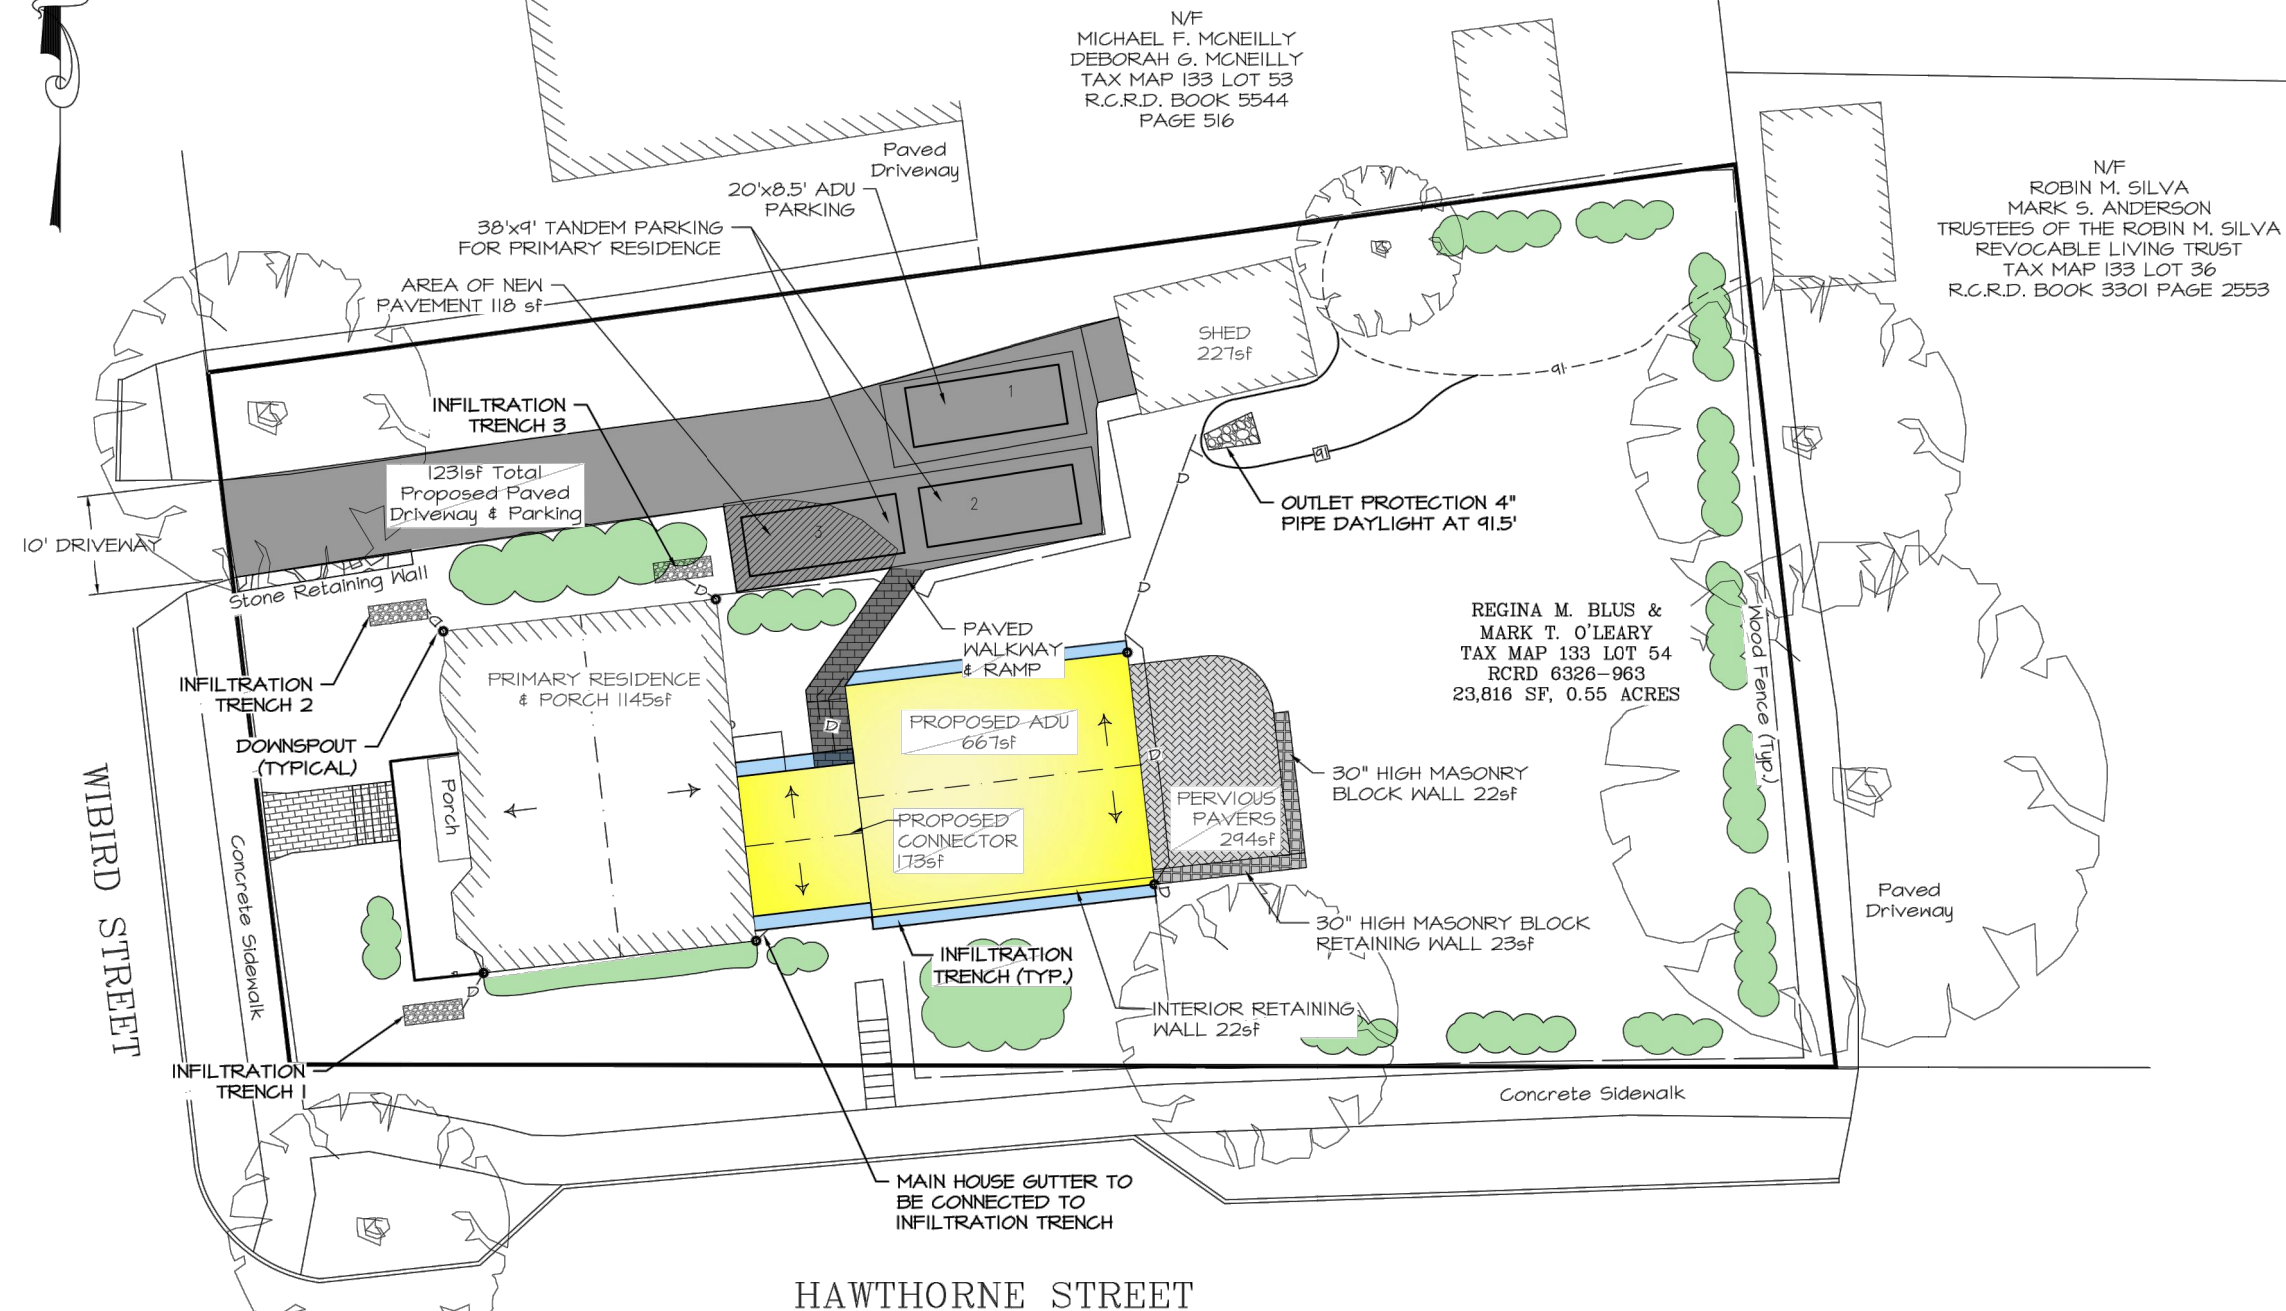 N/F
MICHAEL F. MCNEILLY
DEBORAH G. MCNEILLY
TAX MAP 133 LOT 53
R.C.R.D. BOOK 5544
PAGE 516
Paved
Driveway
N/F
ROBIN M. SILVA
MARK S. ANDERSON
TRUSTEES OF THE ROBIN M. SILVA
REVOCABLE LIVING TRUST
TAX MAP 133 LOT 36
R.C.R.D. BOOK 3301 PAGE 2553
20'x8.5' ADU
PARKING
38'x9' TANDEM PARKING
FOR PRIMARY RESIDENCE
AREA OF NEW
PAVEMENT 118 sf
SHED
227sf
91
1
INFILTRATION
TRENCH 3
1231sf Total
Proposed Paved
Driveway & Parking
91
D
2
3
OUTLET PROTECTION 4"
PIPE DAYLIGHT AT 91.5'
10' DRIVEWAY
Stone Retaining Wall
D
D
D
INFILTRATION
TRENCH 2
PAVED
WALKWAY
& RAMP
REGINA M. BLUS &
MARK T. O'LEARY
TAX MAP 133 LOT 54
RCRD 6326-963
23,816 SF, 0.55 ACRES
Wood Fence (Typ.)
PRIMARY RESIDENCE
& PORCH 1145sf
D
PROPOSED ADU
667sf
DOWNSPOUT
(TYPICAL)
D
30" HIGH MASONRY
BLOCK WALL 22sf
Porch
PERVIOUS
PAVERS
294sf
PROPOSED
CONNECTOR
173sf
WIBIRD STREET
Concrete Sidewalk
Paved
Driveway
D
30" HIGH MASONRY BLOCK
RETAINING WALL 23sf
INFILTRATION
TRENCH (TYP.)
D
INTERIOR RETAINING
WALL 22sf
INFILTRATION
TRENCH 1
Concrete Sidewalk
MAIN HOUSE GUTTER TO
BE CONNECTED TO
INFILTRATION TRENCH
HAWTHORNE STREET